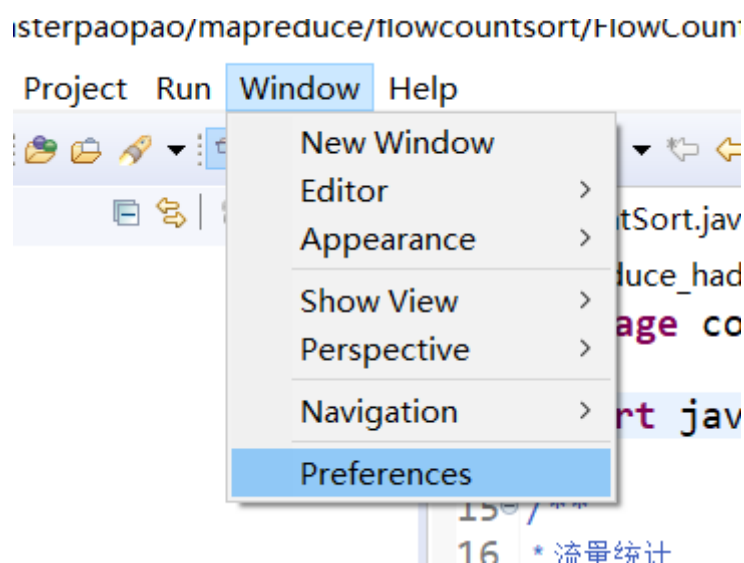 isterpaopao/mapreduce/flowcountsort/FlowCount
Project Run Window Help
New Window
Editor
Appearance
tSort.jav
Show View
duce_had
Perspective
age co
Navigation
rt jav
Preferences
15 /**
16 * 流量统计